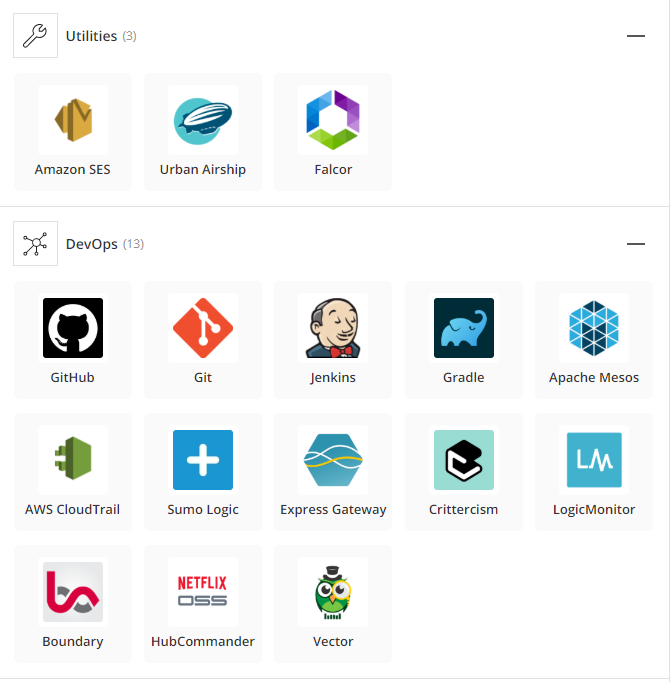 Utilities (3)
Amazon SES Urban Airship Falcor
DevOps (13)
GitHub Git Jenkins Gradle Apache Mesos
LM
AWS CloudTrail Sumo Logic Express Gateway Crittercism LogicMonitor
NETFLIX
OSS
Boundary HubCommander Vector